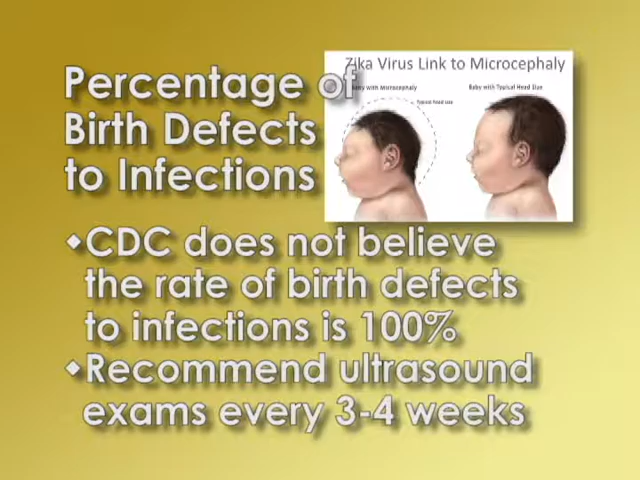 Percentage of
Birth Defects
to Infections
Zika Virus Link to Microcephaly
Baby with Microcephaly
Typical head size
Baby with Typical Head Size
◆CDC does not believe
the rate of birth defects
to infections is 100%
◆Recommend ultrasound
exams every 3-4 weeks